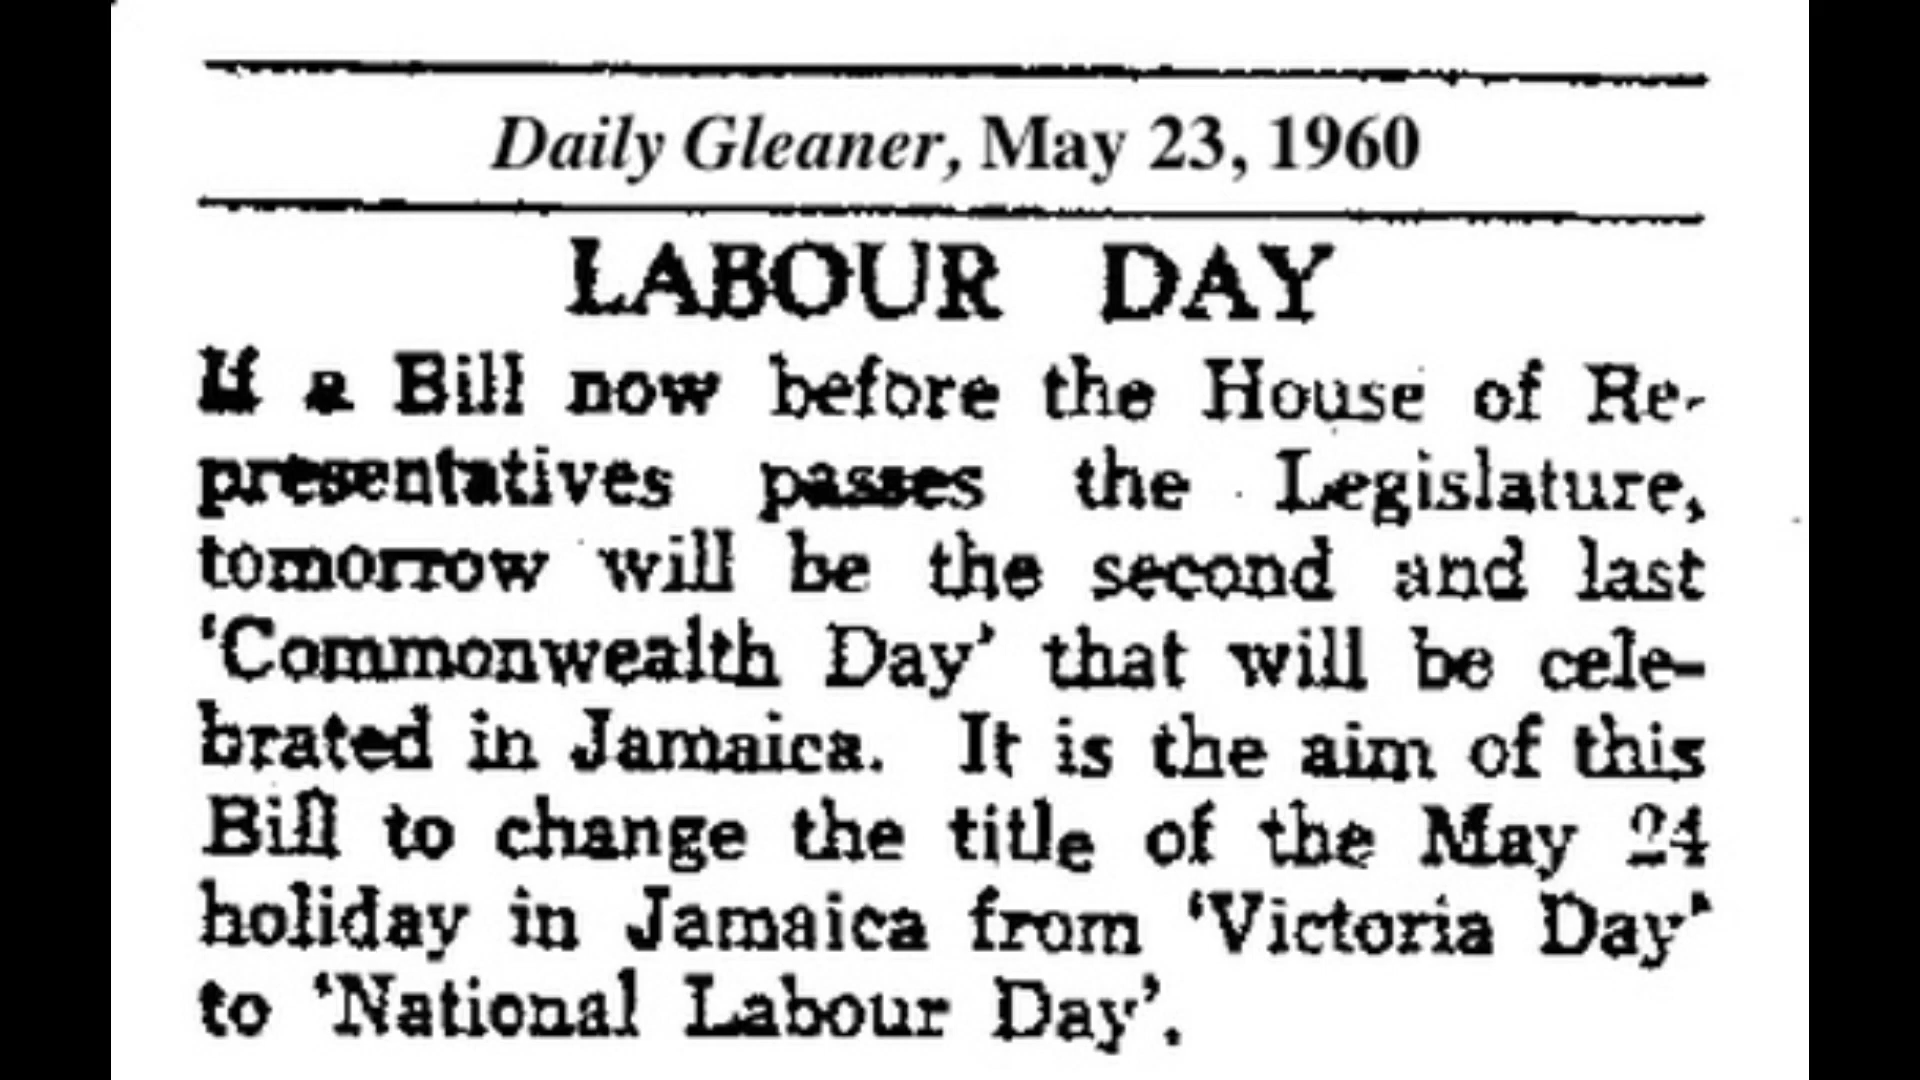 Daily Gleaner, May 23, 1960
LABOUR DAY
If a Bill now before the House of Re-
presentatives passes the Legislature,
tomorrow will be the second and last
‘Commonwealth Day’ that will be cele-
brated in Jamaica. It is the aim of this
Bill to change the title of the May 24
holiday in Jamaica from ‘Victoria Day’
to ‘National Labour Day’.